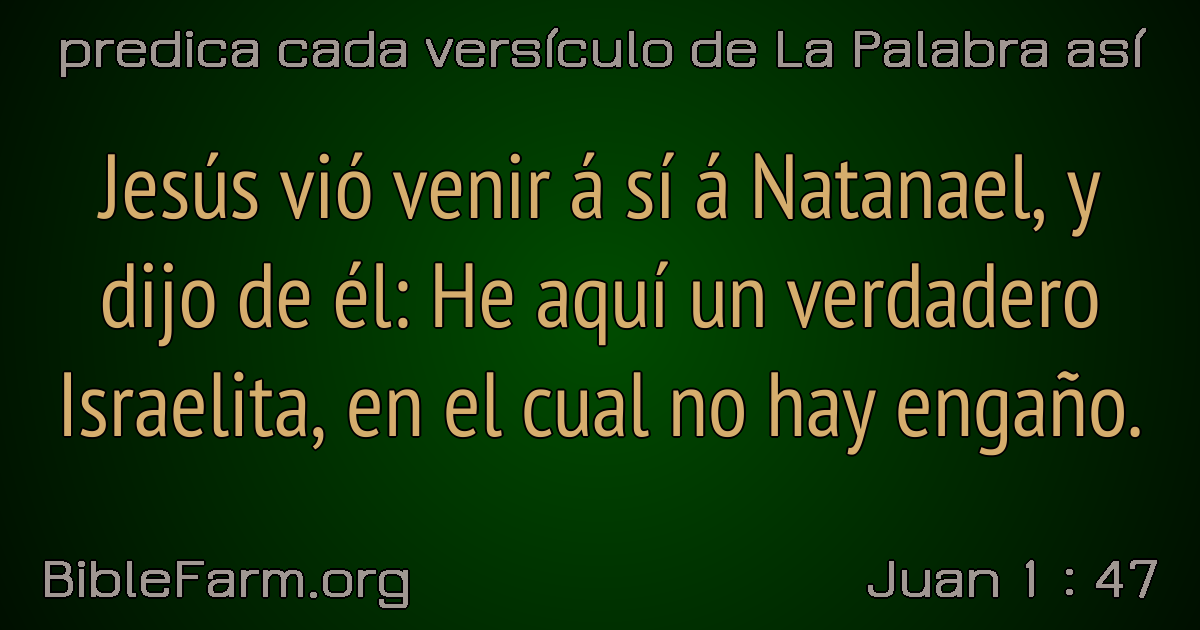 predica cada versículo de La Palabra así
Jesús vió venir á sí á Natanael, y
dijo de él: He aquí un verdadero
Israelita, en el cual no hay engaño.
BibleFarm.org
Juan 1 : 47